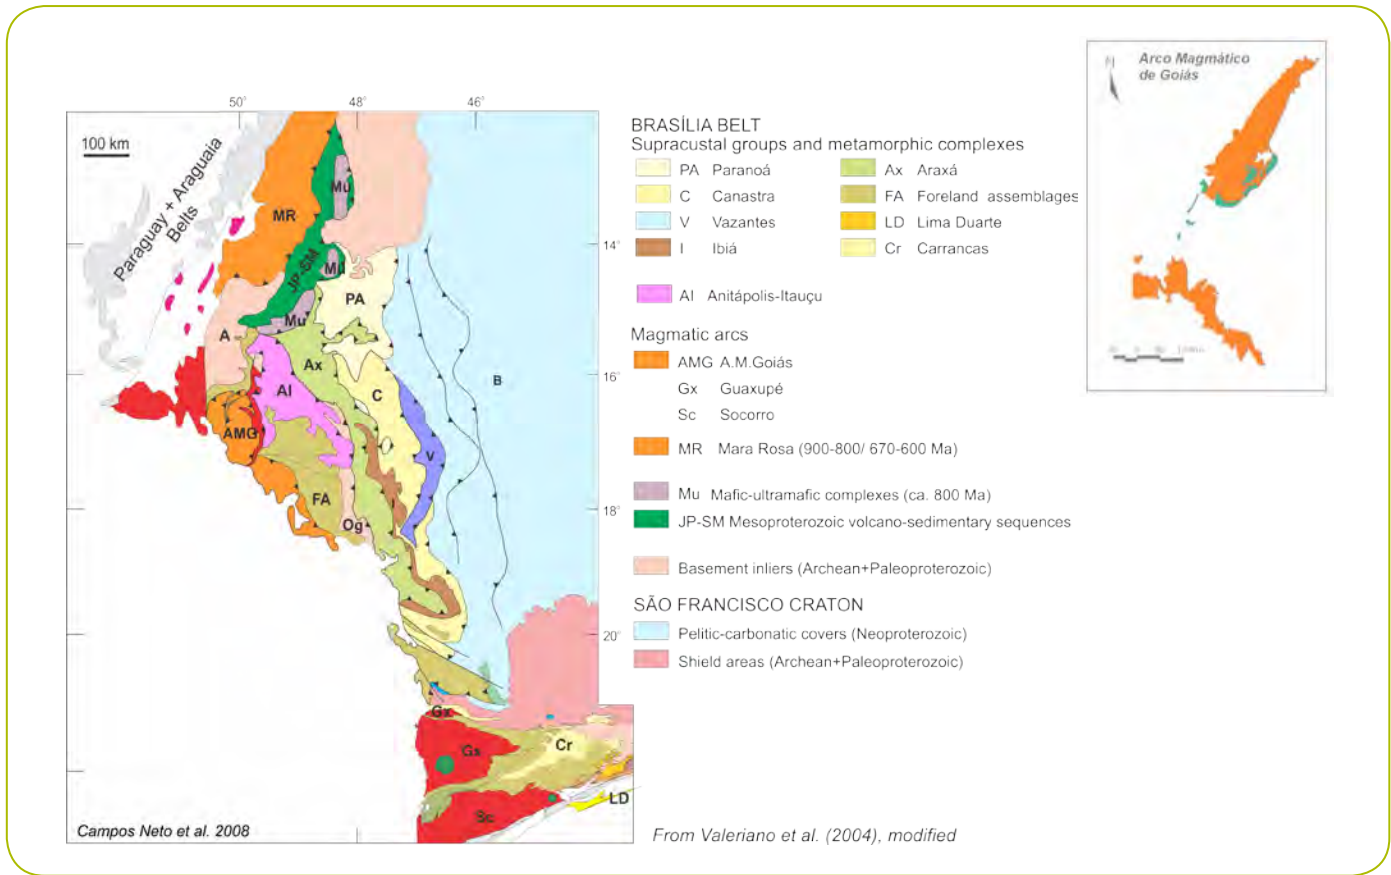 50°
48°
46°
100 km
Paraguay + Araguaia
Belts
MR
Mu
JP-SM
Mu
14°
PA
Mu
A
Ax
AI
16°
C
B
AMG
V
FA
I
18°
Og
20°
Gx
Gs
Cr
LD
Sc
Campos Neto et al. 2008
BRASÍLIA BELT
Supracustal groups and metamorphic complexes
PA Paranoá
Ax Araxá
C Canastra
FA Foreland assemblages
V Vazantes
LD Lima Duarte
I Ibiá
Cr Carrancas
AI Anitápolis-Itauçu
Magmatic arcs
AMG A.M.Goiás
Gx Guaxupé
Sc Socorro
MR Mara Rosa (900-800/ 670-600 Ma)
Mu Mafic-ultramafic complexes (ca. 800 Ma)
JP-SM Mesoproterozoic volcano-sedimentary sequences
Basement inliers (Archean+Paleoproterozoic)
SÃO FRANCISCO CRATON
Pelitic-carbonatic covers (Neoproterozoic)
Shield areas (Archean+Paleoproterozoic)
From Valeriano et al. (2004), modified
Arco Magmático
de Goiás